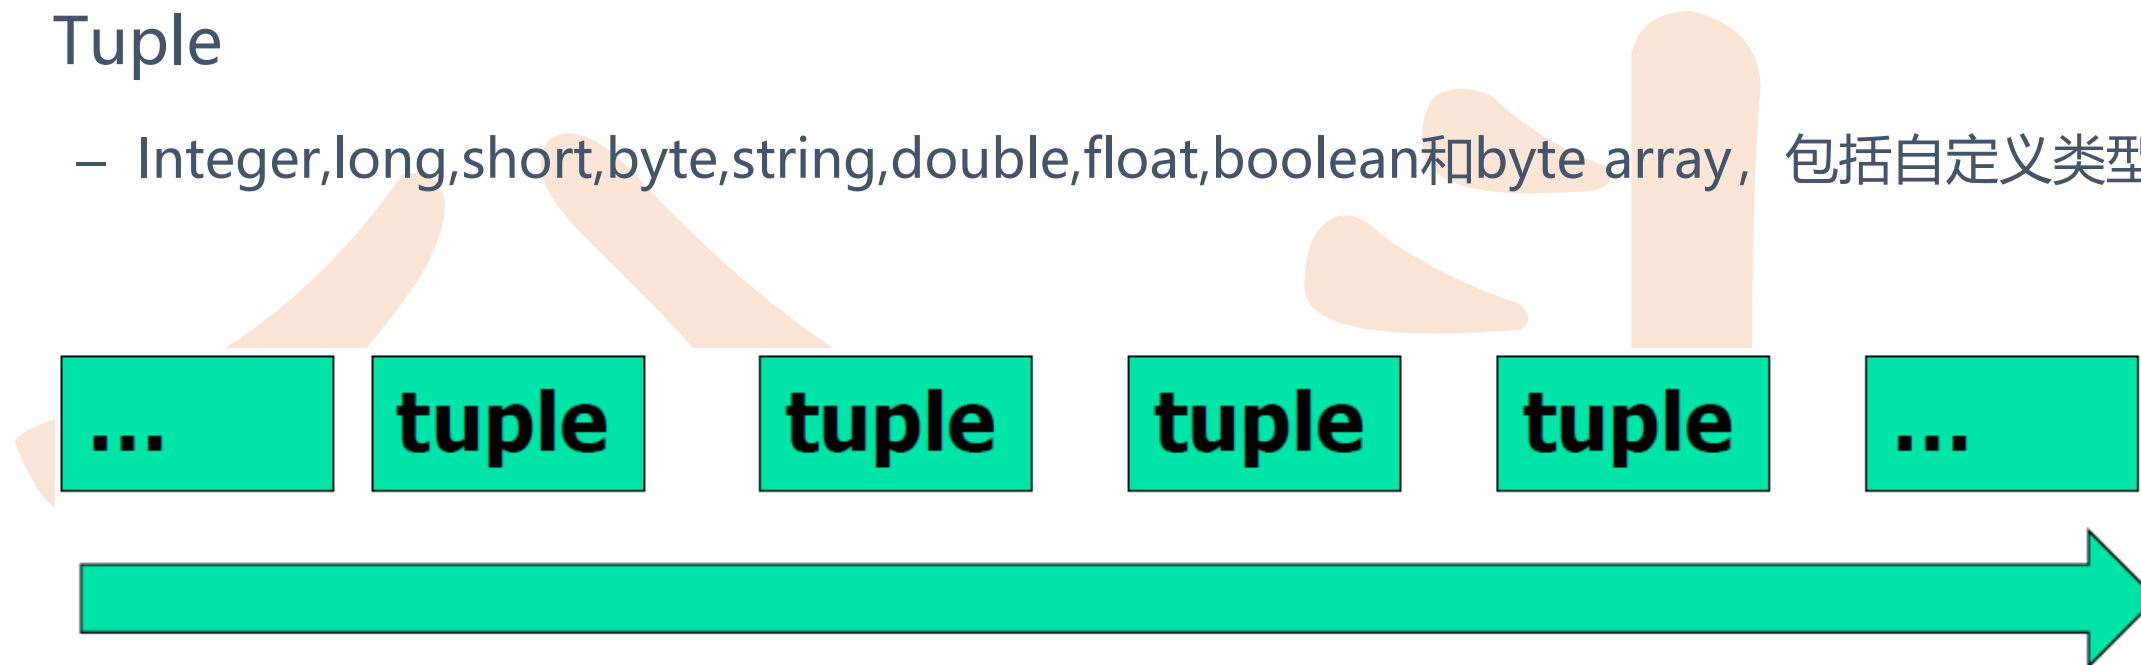 Tuple
– Integer,long,short,byte,string,double,float,boolean和byte array，包括自定义类型
... tuple tuple tuple tuple ...